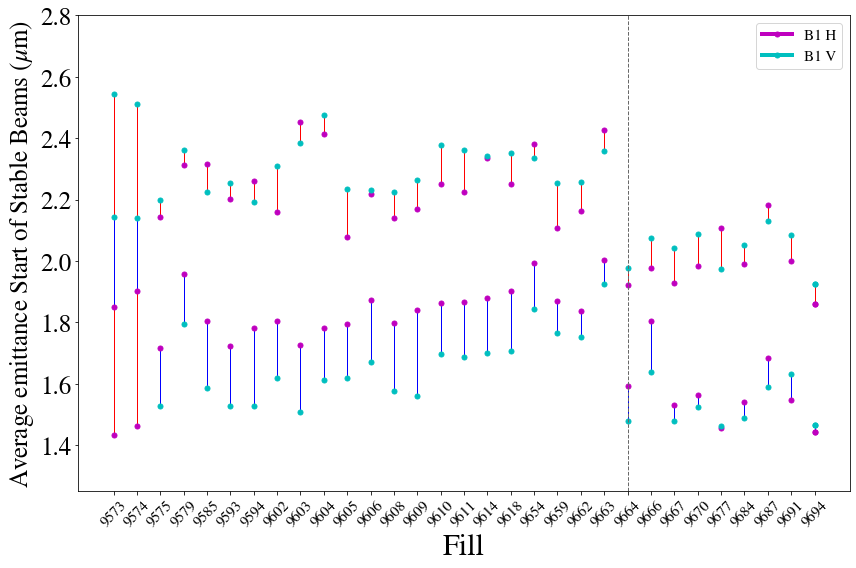 Average emittance Start of Stable Beams (μm)
2.8
2.6
2.4
2.2
2.0
1.8
1.6
1.4
B1 H
B1 V
9573 9574 9575 9579 9585 9593 9594 9602 9603 9604 9605 9606 9608 9609 9610 9611 9614 9618 9654 9659 9662 9663 9664 9666 9667 9670 9677 9684 9687 9691 9694
Fill